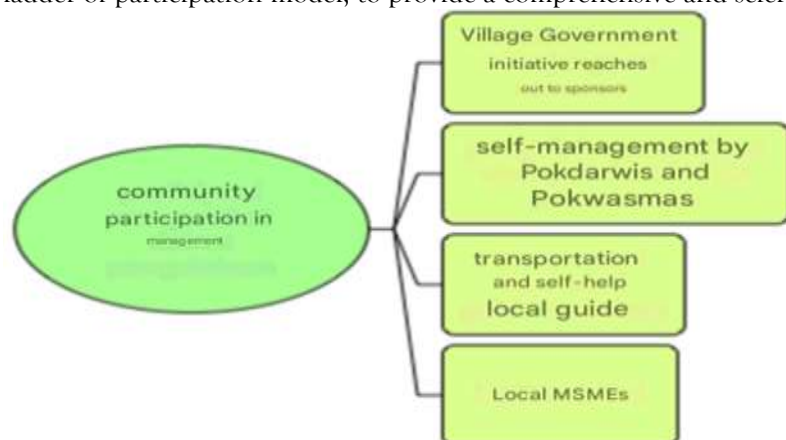 ladder of participation model, to provide a comprehensive and
community
participation in
management
Village Government
initiative reaches
out to sponsors
self-management by
Pokdarwis and
Pokwasmas
transportation
and self-help
local guide
Local MSMEs